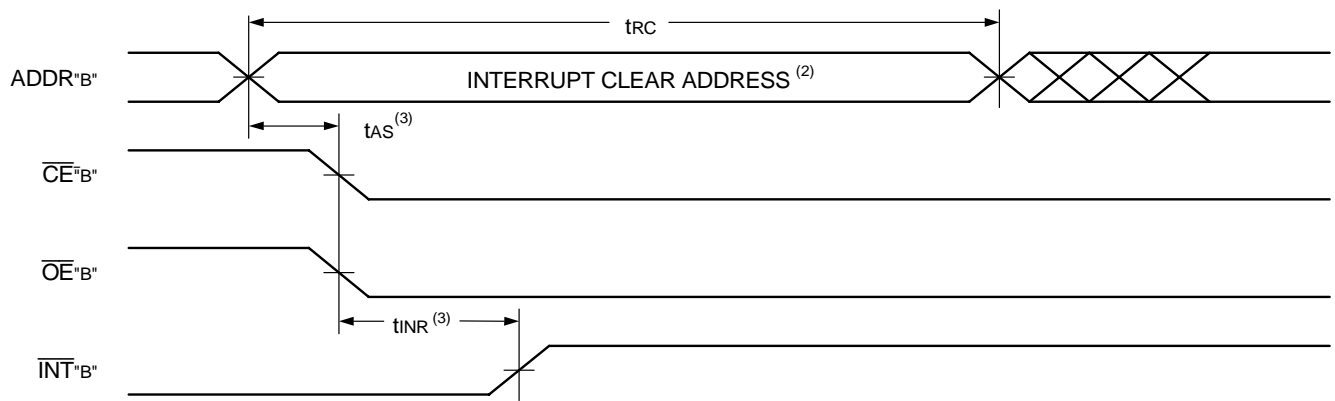 tRC
ADDR"B"
INTERRUPT CLEAR ADDRESS (2)
tAS(3)
CE"B"
OE"B"
tINR (3)
INT"B"